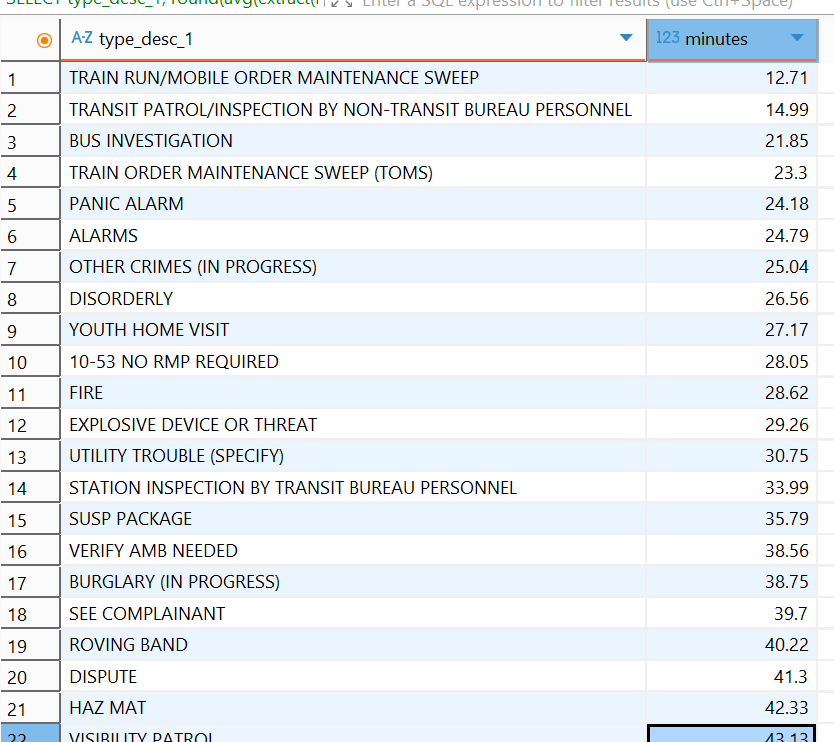 SELECT type_desc_1, round(avg(extract( Enter a SQL expression to filter results (use Ctrl+Space)
A-Z type_desc_1 123 minutes
1 TRAIN RUN/MOBILE ORDER MAINTENANCE SWEEP 12.71
2 TRANSIT PATROL/INSPECTION BY NON-TRANSIT BUREAU PERSONNEL 14.99
3 BUS INVESTIGATION 21.85
4 TRAIN ORDER MAINTENANCE SWEEP (TOMS) 23.3
5 PANIC ALARM 24.18
6 ALARMS 24.79
7 OTHER CRIMES (IN PROGRESS) 25.04
8 DISORDERLY 26.56
9 YOUTH HOME VISIT 27.17
10 10-53 NO RMP REQUIRED 28.05
11 FIRE 28.62
12 EXPLOSIVE DEVICE OR THREAT 29.26
13 UTILITY TROUBLE (SPECIFY) 30.75
14 STATION INSPECTION BY TRANSIT BUREAU PERSONNEL 33.99
15 SUSP PACKAGE 35.79
16 VERIFY AMB NEEDED 38.56
17 BURGLARY (IN PROGRESS) 38.75
18 SEE COMPLAINANT 39.7
19 ROVING BAND 40.22
20 DISPUTE 41.3
21 HAZ MAT 42.33
22 VISIBILITY PATROL 43.13